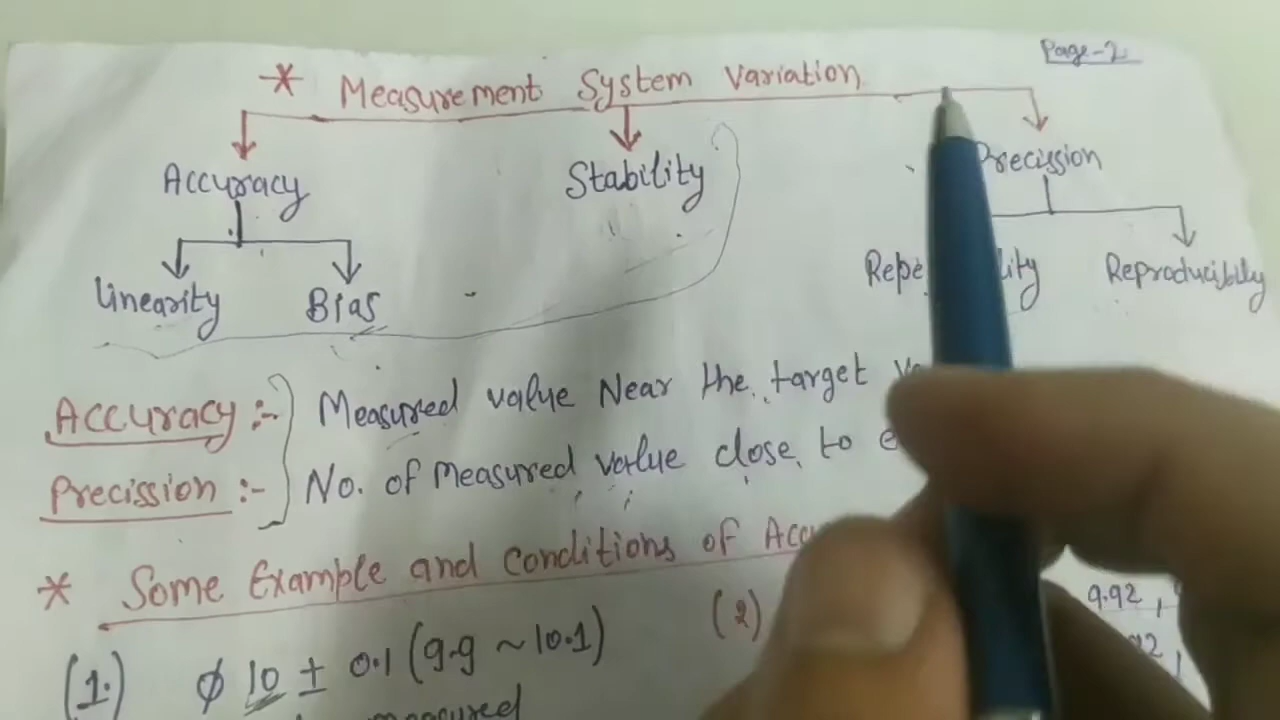 Page-2
* Measurement System Variation
Accuracy Stability Precission
Linearity Bias Reproducibility
Accuracy :- Measured value Near the target
Precission :- No. of Measured value close to
* Some Example and conditions of
(1.) ϕ 10 ± 0.1 (9.9 ~ 10.1) (2) 9.92,
measured